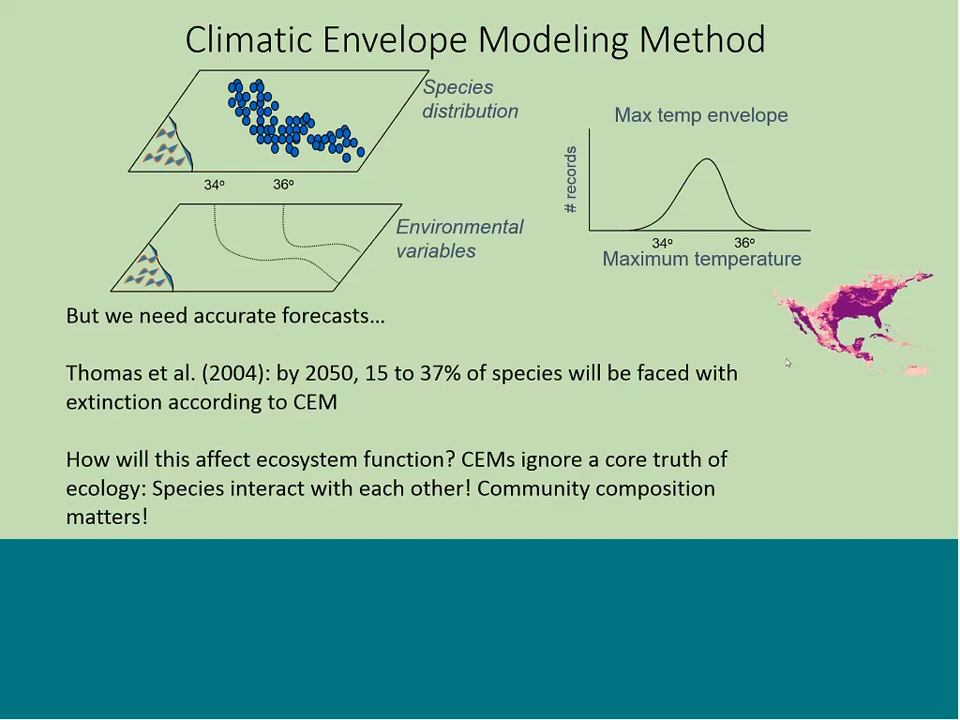 Climatic Envelope Modeling Method
Species
distribution
34º
36º
Environmental
variables
Max temp envelope
# records
34º
36º
Maximum temperature
But we need accurate forecasts...
Thomas et al. (2004): by 2050, 15 to 37% of species will be faced with
extinction according to CEM
How will this affect ecosystem function? CEMs ignore a core truth of
ecology: Species interact with each other! Community composition
matters!